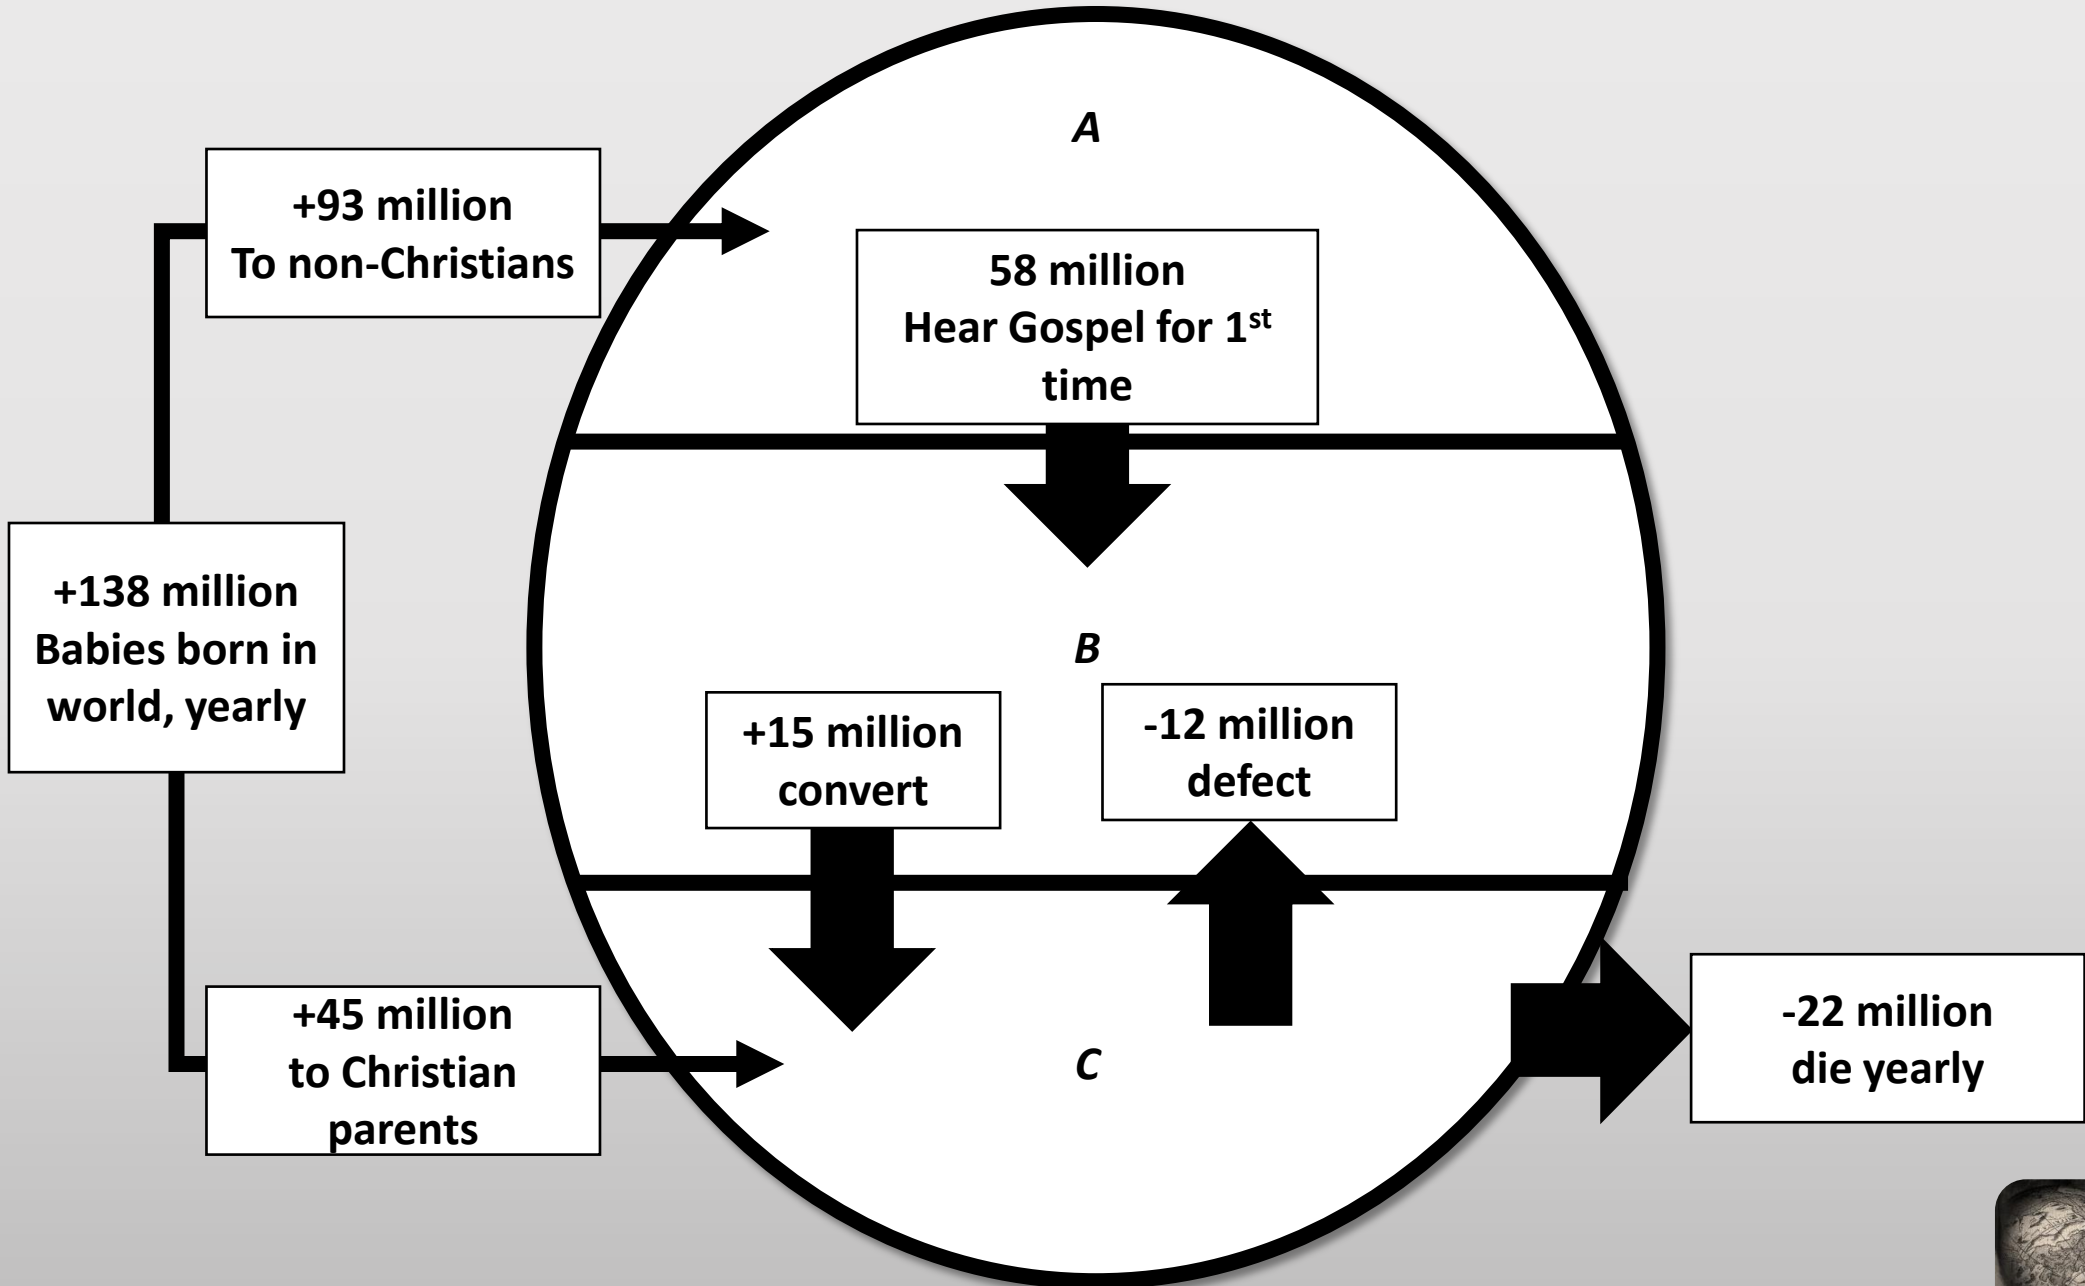 A
+93 million
To non-Christians
58 million
Hear Gospel for 1st
time
+138 million
Babies born in
world, yearly
B
+15 million
convert
-12 million
defect
+45 million
to Christian
parents
C
-22 million
die yearly